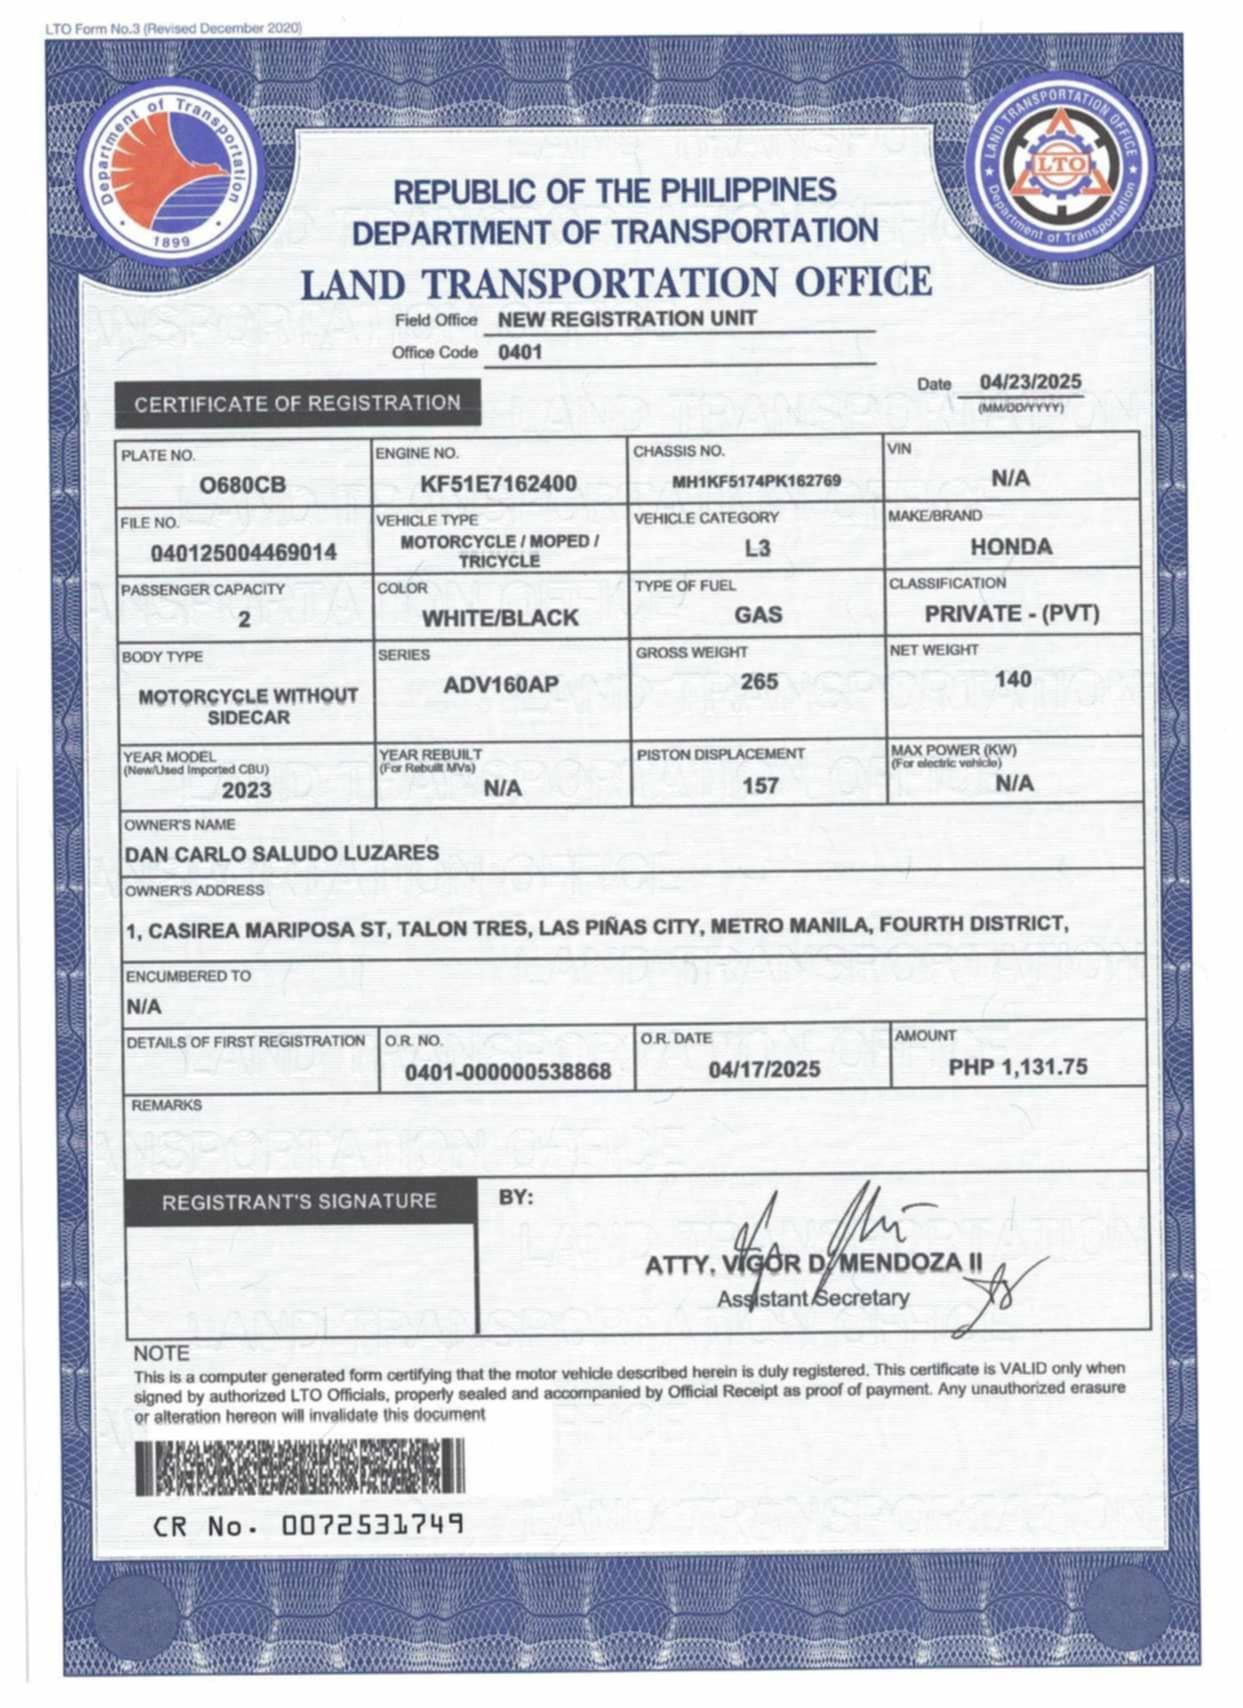 LTO Form No.3 (Revised December 2020)
Department of Transportation
1899
LAND TRANSPORTATION OFFICE
LTO
Department of Transportation
REPUBLIC OF THE PHILIPPINES
DEPARTMENT OF TRANSPORTATION
LAND TRANSPORTATION OFFICE
Field Office NEW REGISTRATION UNIT
Office Code 0401
Date 04/23/2025
(MM/DD/YYYY)
CERTIFICATE OF REGISTRATION
PLATE NO. ENGINE NO. CHASSIS NO. VIN
O680CB KF51E7162400 MH1KF5174PK162769 N/A
FILE NO. VEHICLE TYPE VEHICLE CATEGORY MAKE/BRAND
040125004469014 MOTORCYCLE / MOPED / TRICYCLE L3 HONDA
PASSENGER CAPACITY COLOR TYPE OF FUEL CLASSIFICATION
2 WHITE/BLACK GAS PRIVATE - (PVT)
BODY TYPE SERIES GROSS WEIGHT NET WEIGHT
MOTORCYCLE WITHOUT SIDECAR ADV160AP 265 140
YEAR MODEL YEAR REBUILT PISTON DISPLACEMENT MAX POWER (KW)
(New/Used Imported CBU) (For Rebuilt MVs) (For electric vehicle)
2023 N/A 157 N/A
OWNER'S NAME
DAN CARLO SALUDO LUZARES
OWNER'S ADDRESS
1, CASIREA MARIPOSA ST, TALON TRES, LAS PIÑAS CITY, METRO MANILA, FOURTH DISTRICT,
ENCUMBERED TO
N/A
DETAILS OF FIRST REGISTRATION O.R. NO. O.R. DATE AMOUNT
0401-000000538868 04/17/2025 PHP 1,131.75
REMARKS
REGISTRANT'S SIGNATURE BY:
ATTY. VIGOR D. MENDOZA II
Assistant Secretary
NOTE
This is a computer generated form certifying that the motor vehicle described herein is duly registered. This certificate is VALID only when
signed by authorized LTO Officials, properly sealed and accompanied by Official Receipt as proof of payment. Any unauthorized erasure
or alteration hereon will invalidate this document
CR No. 0072531749